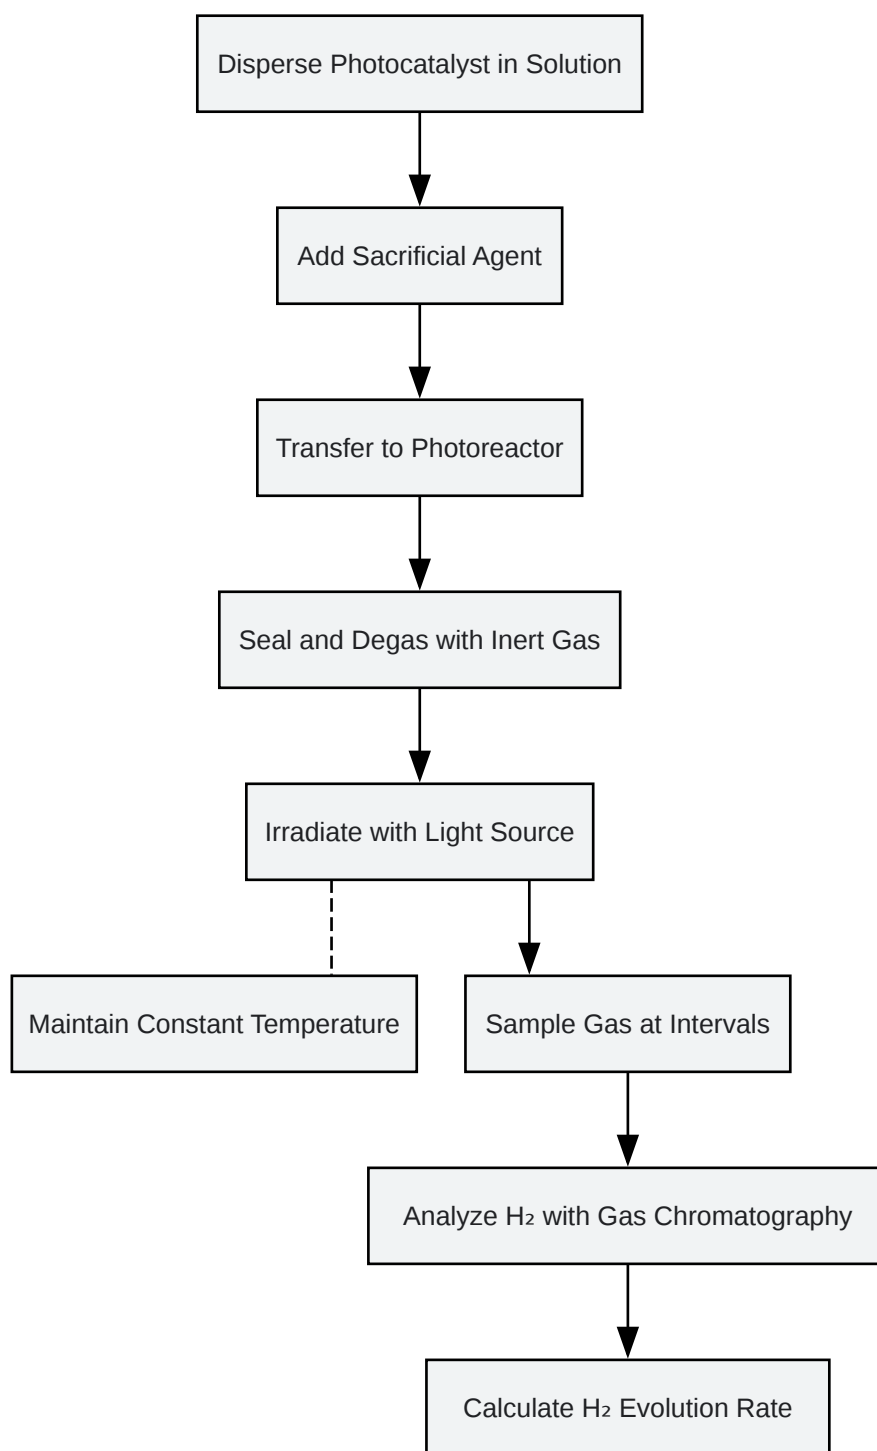 Disperse Photocatalyst in Solution
Add Sacrificial Agent
Transfer to Photoreactor
Seal and Degas with Inert Gas
Irradiate with Light Source
Maintain Constant Temperature
Sample Gas at Intervals
Analyze H₂ with Gas Chromatography
Calculate H₂ Evolution Rate